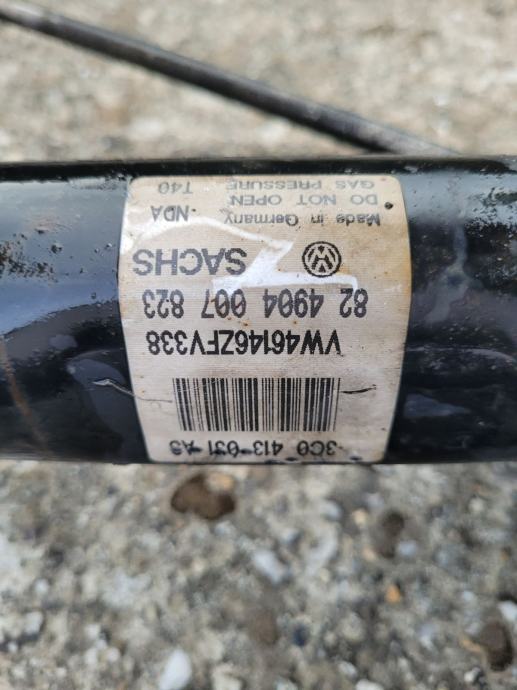 3C0 413 031 AS
VW46146ZFV338
82 4904 007 823
SACHS
Made in Germany NDA
DO NOT OPEN
GAS PRESSURE T40